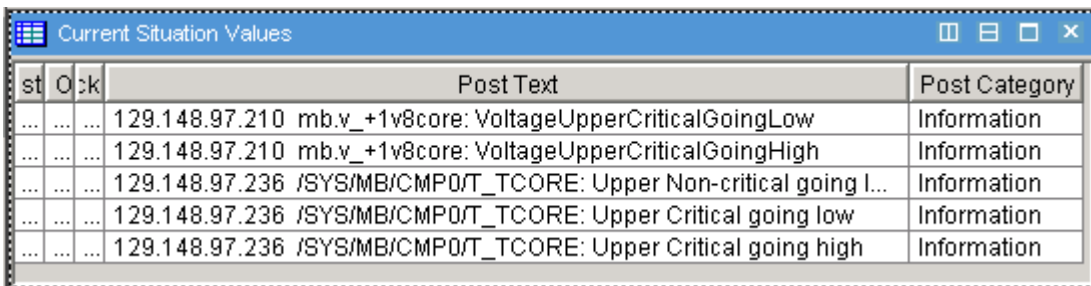 Current Situation Values
st O ck Post Text Post Category
... ... ... 129.148.97.210 mb.v_+1v8core: VoltageUpperCriticalGoingLow Information
... ... ... 129.148.97.210 mb.v_+1v8core: VoltageUpperCriticalGoingHigh Information
... ... ... 129.148.97.236 /SYS/MB/CMP0/T_TCORE: Upper Non-critical going l... Information
... ... ... 129.148.97.236 /SYS/MB/CMP0/T_TCORE: Upper Critical going low Information
... ... ... 129.148.97.236 /SYS/MB/CMP0/T_TCORE: Upper Critical going high Information